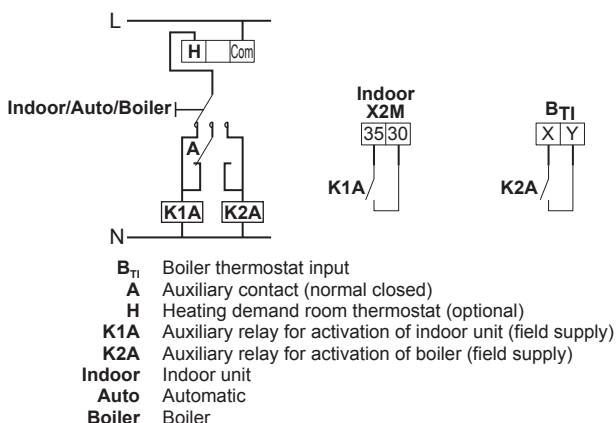 L
H Com
Indoor/Auto/Boiler
A
K1A K2A
N
Indoor
X2M
35 30
K1A
BTI
X Y
K2A
BTI Boiler thermostat input
A Auxiliary contact (normal closed)
H Heating demand room thermostat (optional)
K1A Auxiliary relay for activation of indoor unit (field supply)
K2A Auxiliary relay for activation of boiler (field supply)
Indoor Indoor unit
Auto Automatic
Boiler Boiler